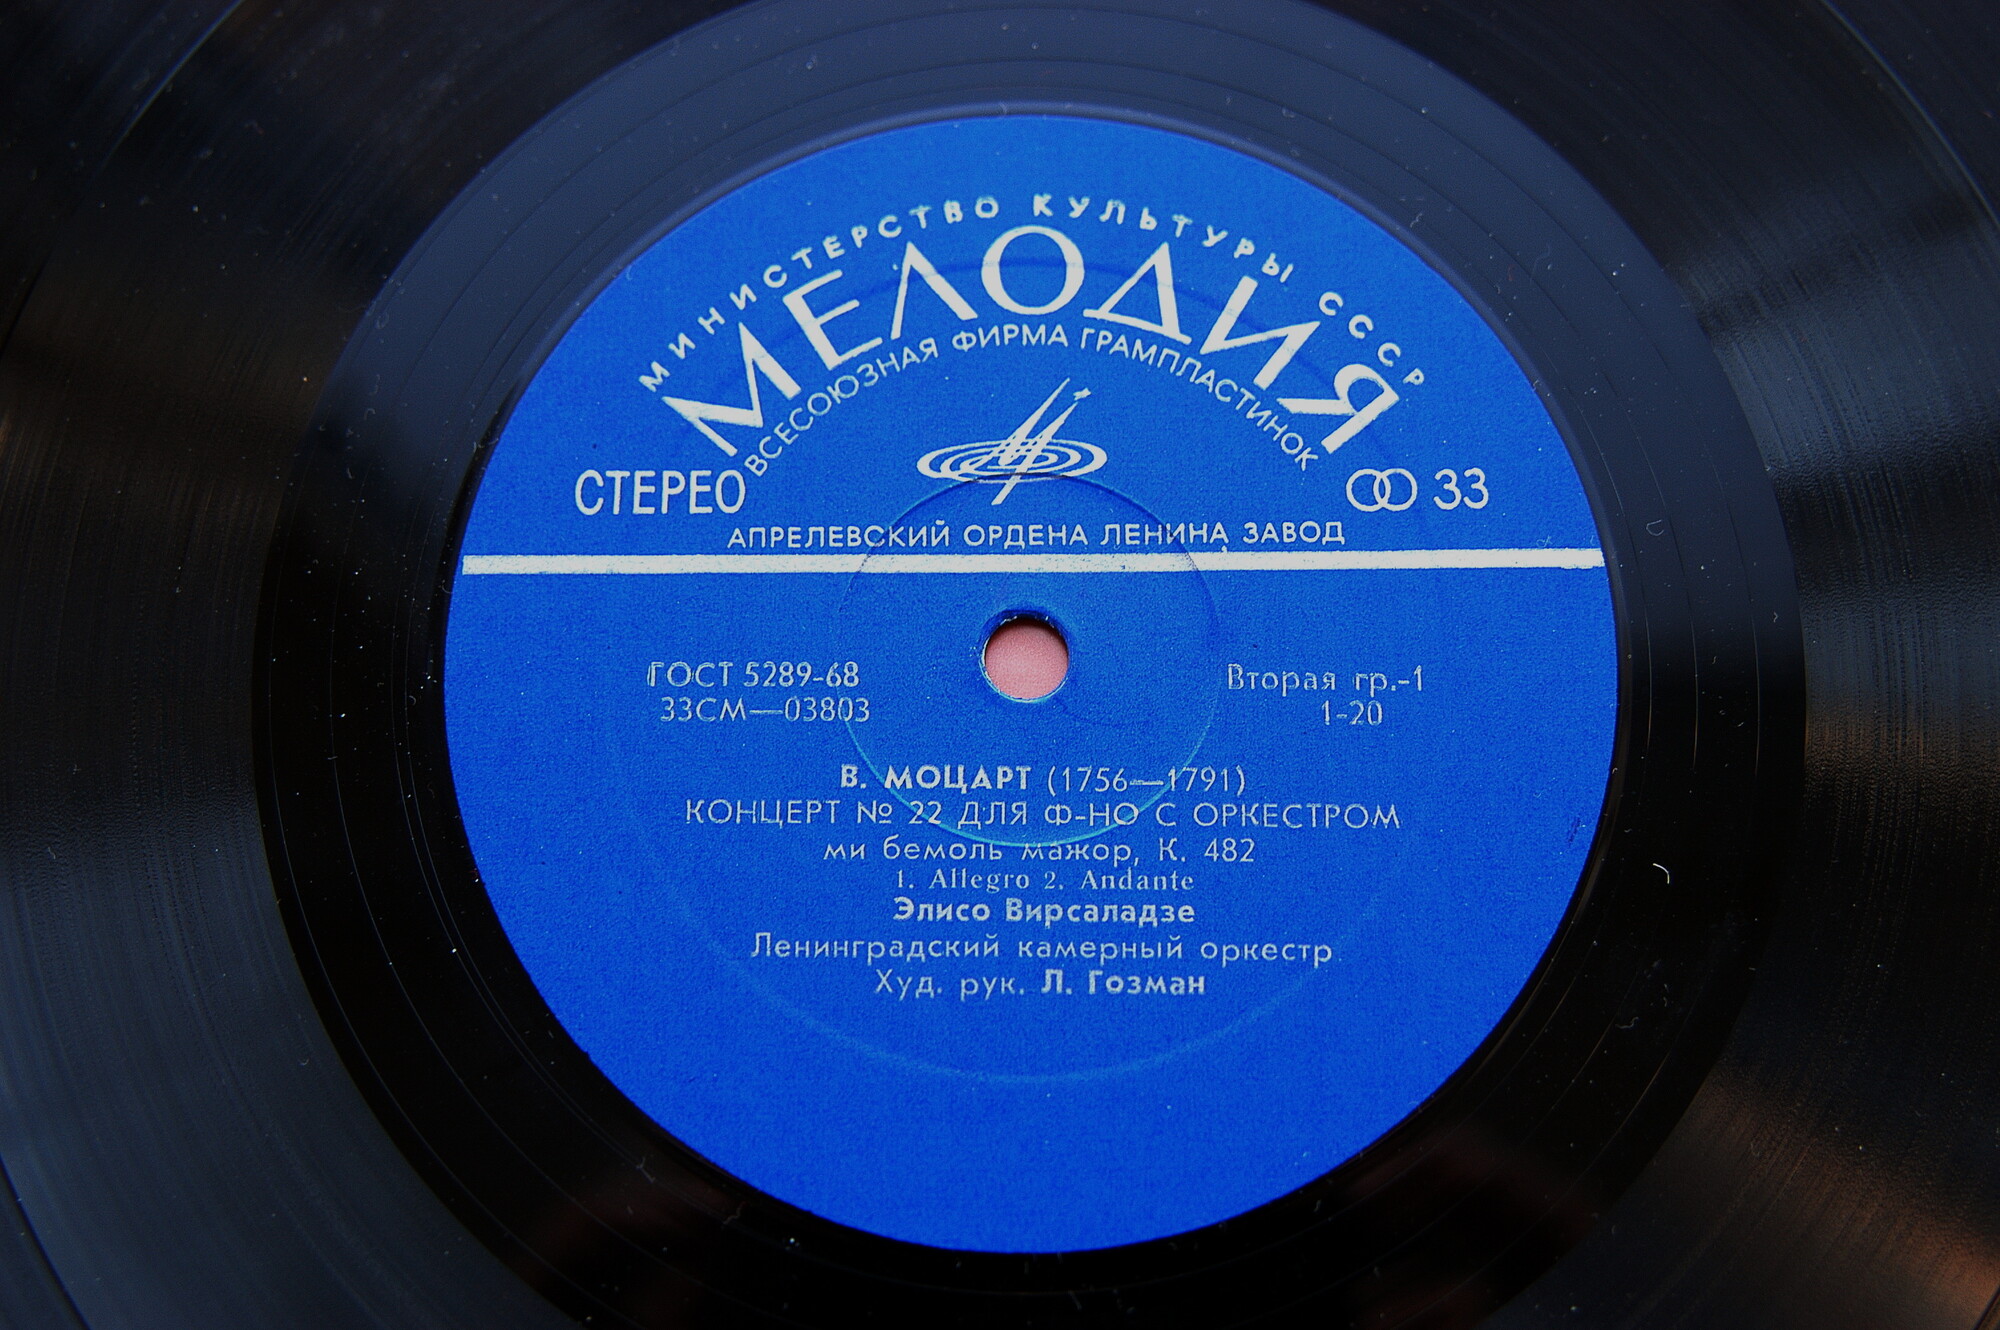 МИНИСТЕРСТВО КУЛЬТУРЫ СССР
МЕЛОДИЯ
ВСЕСОЮЗНАЯ ФИРМА ГРАМПЛАСТИНОК
СТЕРЕО
33
АПРЕЛЕВСКИЙ ОРДЕНА ЛЕНИНА ЗАВОД
ГОСТ 5289-68
33СМ—03803
Вторая гр.-1
1-20
В. МОЦАРТ (1756—1791)
КОНЦЕРТ № 22 ДЛЯ Ф-НО С ОРКЕСТРОМ
ми бемоль мажор, К. 482
1. Allegro 2. Andante
Элисо Вирсаладзе
Ленинградский камерный оркестр
Худ. рук. Л. Гозман